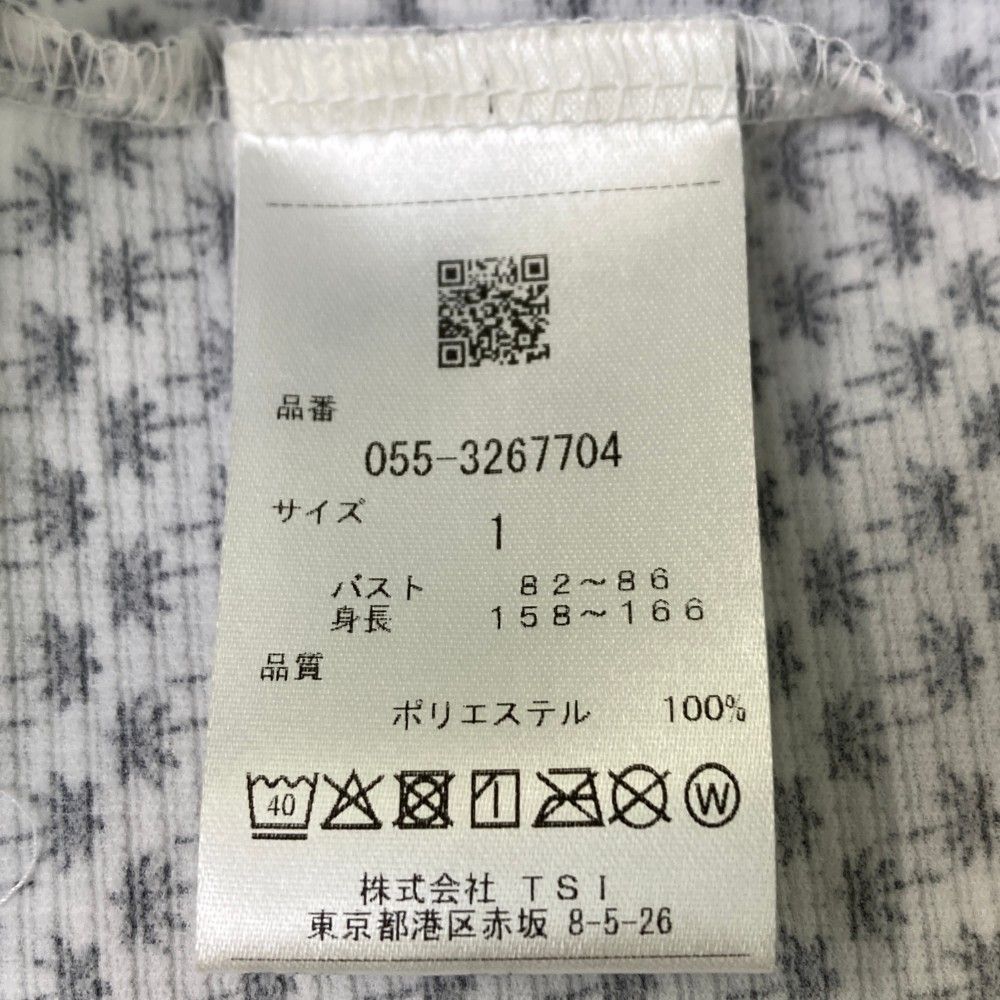 品番
055-3267704
サイズ
1
バスト 82～86
身長 158～166
品質
ポリエステル 100%
40
W
株式会社 TSI
東京都港区赤坂 8-5-26